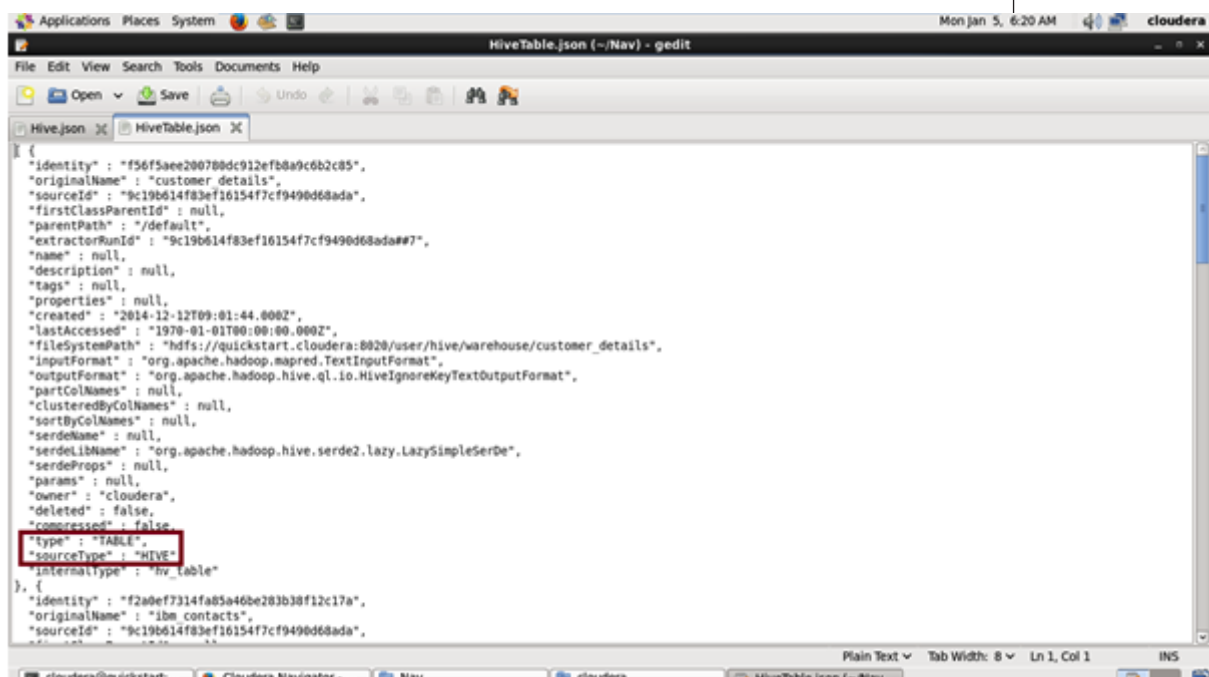 Applications Places System Mon Jan 5, 6:20 AM cloudera
HiveTable.json (~/Nav) - gedit
File Edit View Search Tools Documents Help
Open Save Undo
Hive.json HiveTable.json
[ {
"identity" : "f56f5aee200780dc912efb8a9c6b2c85",
"originalName" : "customer_details",
"sourceId" : "9c19b614f83ef16154f7cf9490d68ada",
"firstClassParentId" : null,
"parentPath" : "/default",
"extractorRunId" : "9c19b614f83ef16154f7cf9490d68ada##7",
"name" : null,
"description" : null,
"tags" : null,
"properties" : null,
"created" : "2014-12-12T09:01:44.000Z",
"lastAccessed" : "1970-01-01T00:00:00.000Z",
"fileSystemPath" : "hdfs://quickstart.cloudera:8020/user/hive/warehouse/customer_details",
"inputFormat" : "org.apache.hadoop.mapred.TextInputFormat",
"outputFormat" : "org.apache.hadoop.hive.ql.io.HiveIgnoreKeyTextOutputFormat",
"partColNames" : null,
"clusteredByColNames" : null,
"sortByColNames" : null,
"serdeName" : null,
"serdeLibName" : "org.apache.hadoop.hive.serde2.lazy.LazySimpleSerDe",
"serdeProps" : null,
"params" : null,
"owner" : "cloudera",
"deleted" : false,
"compressed" : false,
"type" : "TABLE",
"sourceType" : "HIVE"
"internalType" : "hv_table"
}, {
"identity" : "f2a0ef7314fa85a46be283b38f12c17a",
"originalName" : "ibm_contacts",
"sourceId" : "9c19b614f83ef16154f7cf9490d68ada",
Plain Text Tab Width: 8 Ln 1, Col 1 INS
Cloudera Navigator - Nav cloudera HiveTable.json (~/Nav